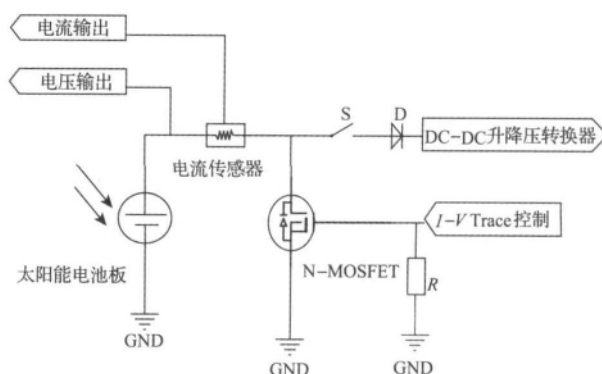 电流输出
电压输出
S
D
DC-DC升降压转换器
电流传感器
I-V Trace控制
太阳能电池板
N-MOSFET
R
GND
GND
GND